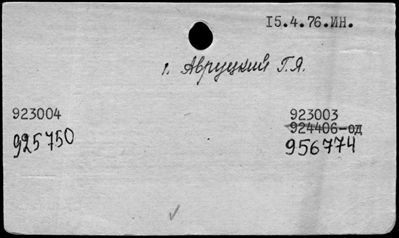 15.4.76.ИН.
1. Авруцкий Г.Я.
923004
925750
923003
924406-од
956774